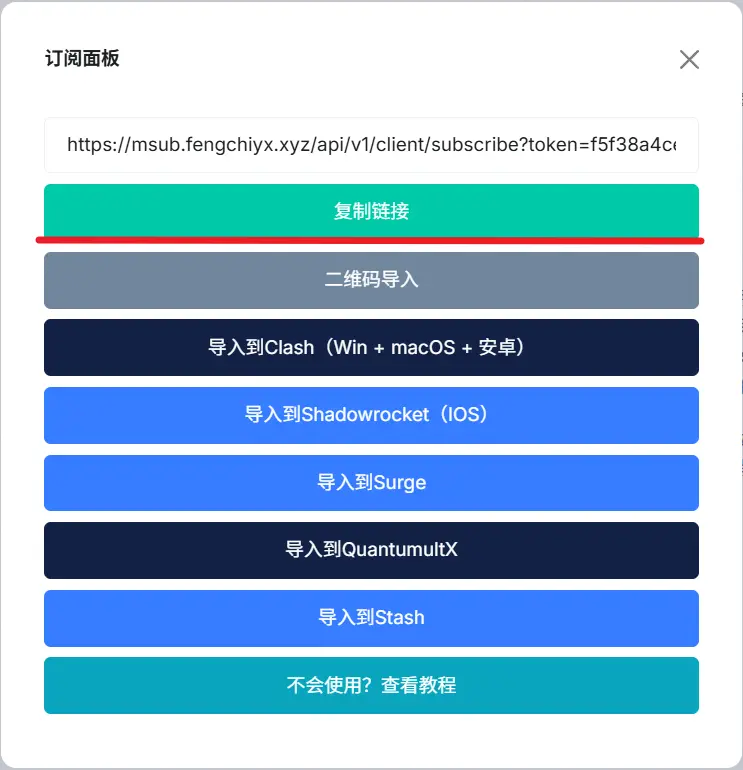 订阅面板
https://msub.fengchiyx.xyz/api/v1/client/subscribe?token=f5f38a4ce
复制链接
二维码导入
导入到Clash（Win + macOS + 安卓）
导入到Shadowrocket（IOS）
导入到Surge
导入到QuantumultX
导入到Stash
不会使用？查看教程